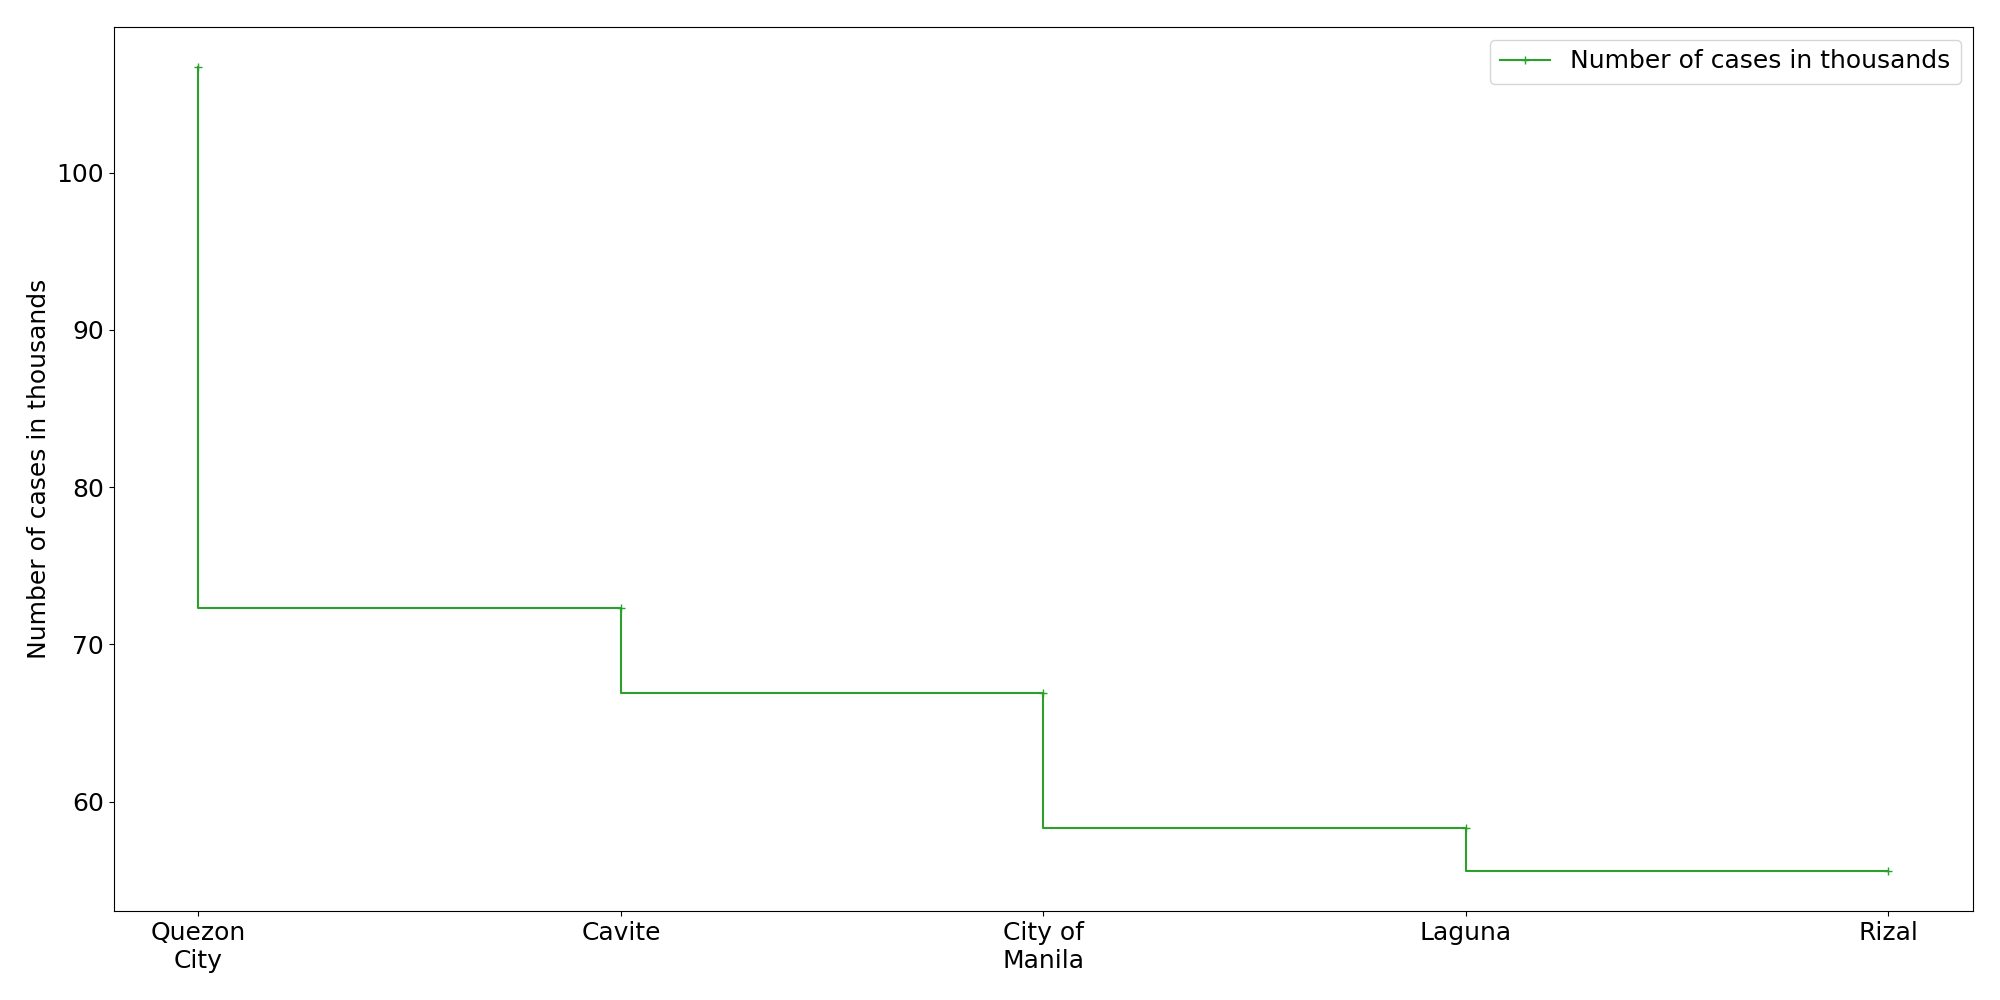 Number of cases in thousands
Number of cases in thousands
100
90
80
70
60
Quezon
City
Cavite
City of
Manila
Laguna
Rizal